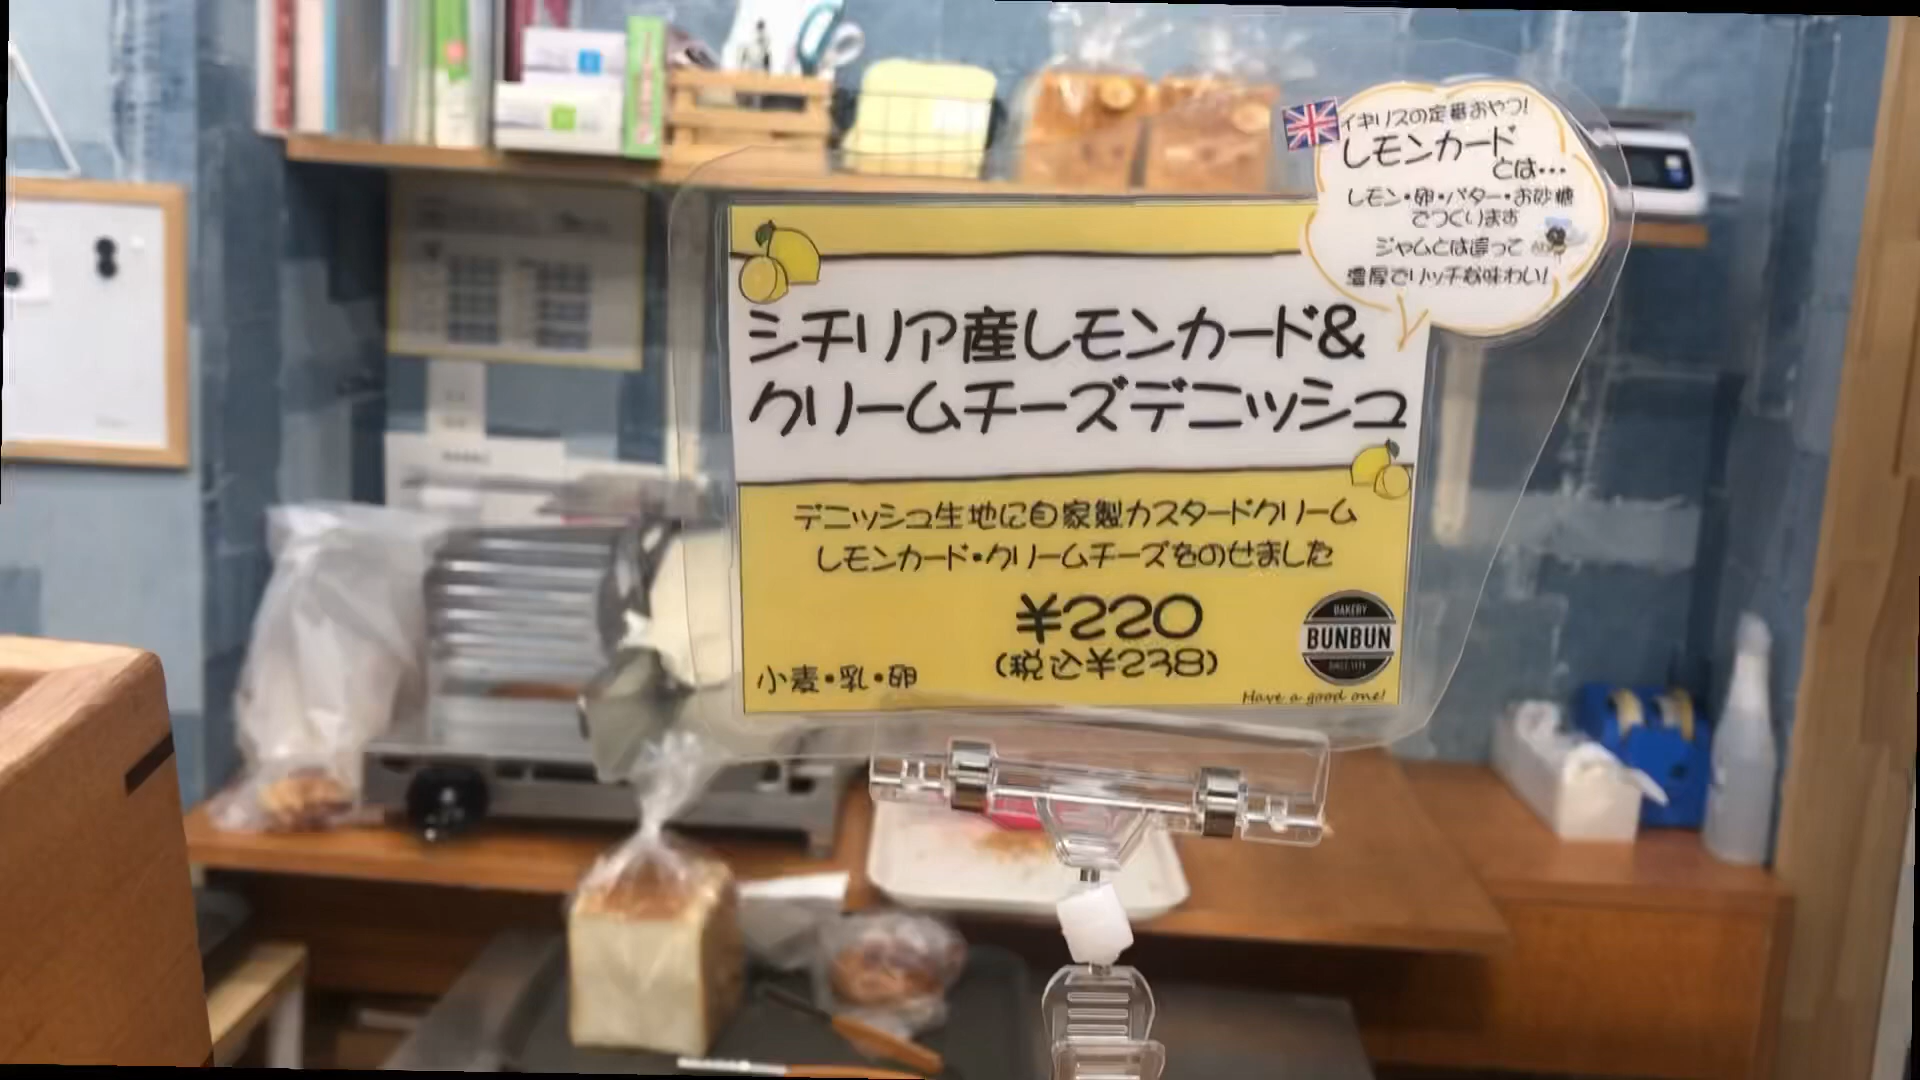 イギリスの定番おやつ!
レモンカード
とは…
レモン・卵・バター・お砂糖
でつくります
ジャムとは違って
濃厚でリッチな味わい!
シチリア産レモンカード&
クリームチーズデニッシュ
デニッシュ生地に自家製カスタードクリーム
レモンカード・クリームチーズをのせました
¥220
(税込¥238)
小麦・乳・卵
BAKERY
BUNBUN
Have a good one!